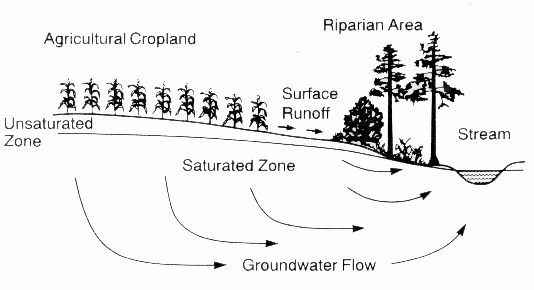 Riparian Area
Agricultural Cropland
Surface
Runoff
Unsaturated
Zone
Stream
Saturated Zone
Groundwater Flow